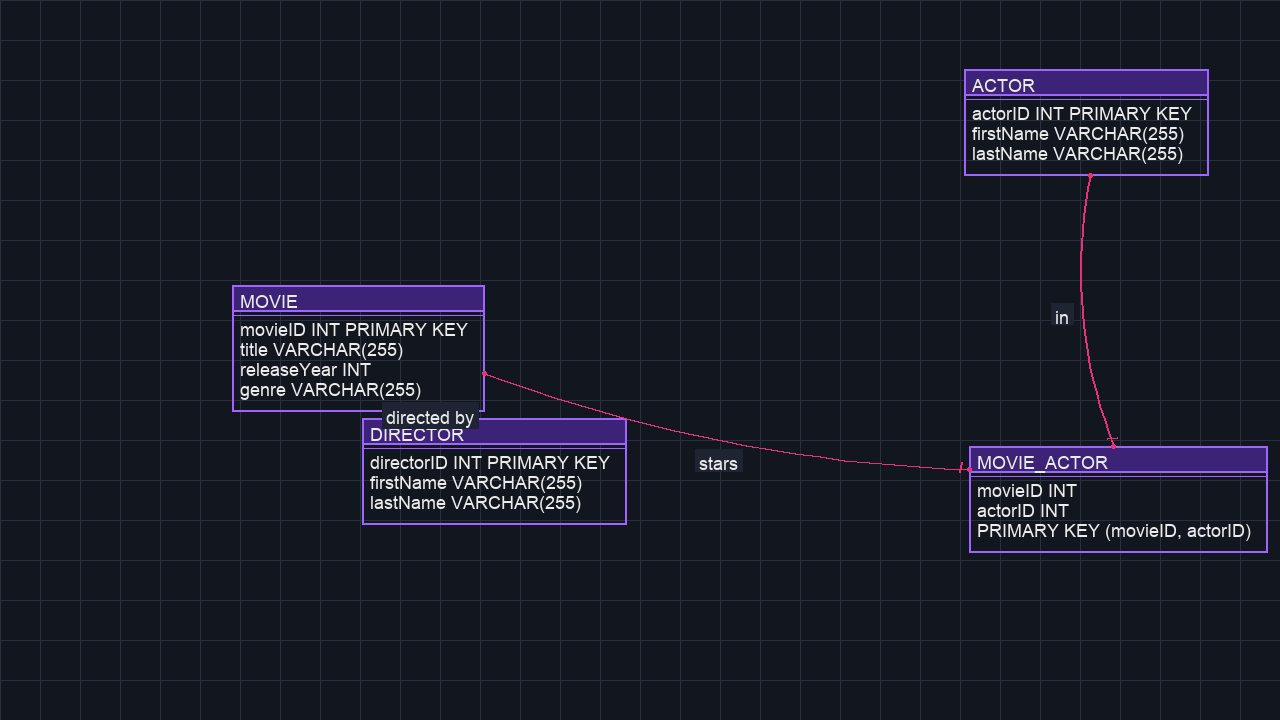 ACTOR
actorID INT PRIMARY KEY
firstName VARCHAR(255)
lastName VARCHAR(255)
MOVIE
movieID INT PRIMARY KEY
title VARCHAR(255)
releaseYear INT
genre VARCHAR(255)
in
directed by
DIRECTOR
directorID INT PRIMARY KEY
firstName VARCHAR(255)
lastName VARCHAR(255)
stars
MOVIE_ACTOR
movieID INT
actorID INT
PRIMARY KEY (movieID, actorID)